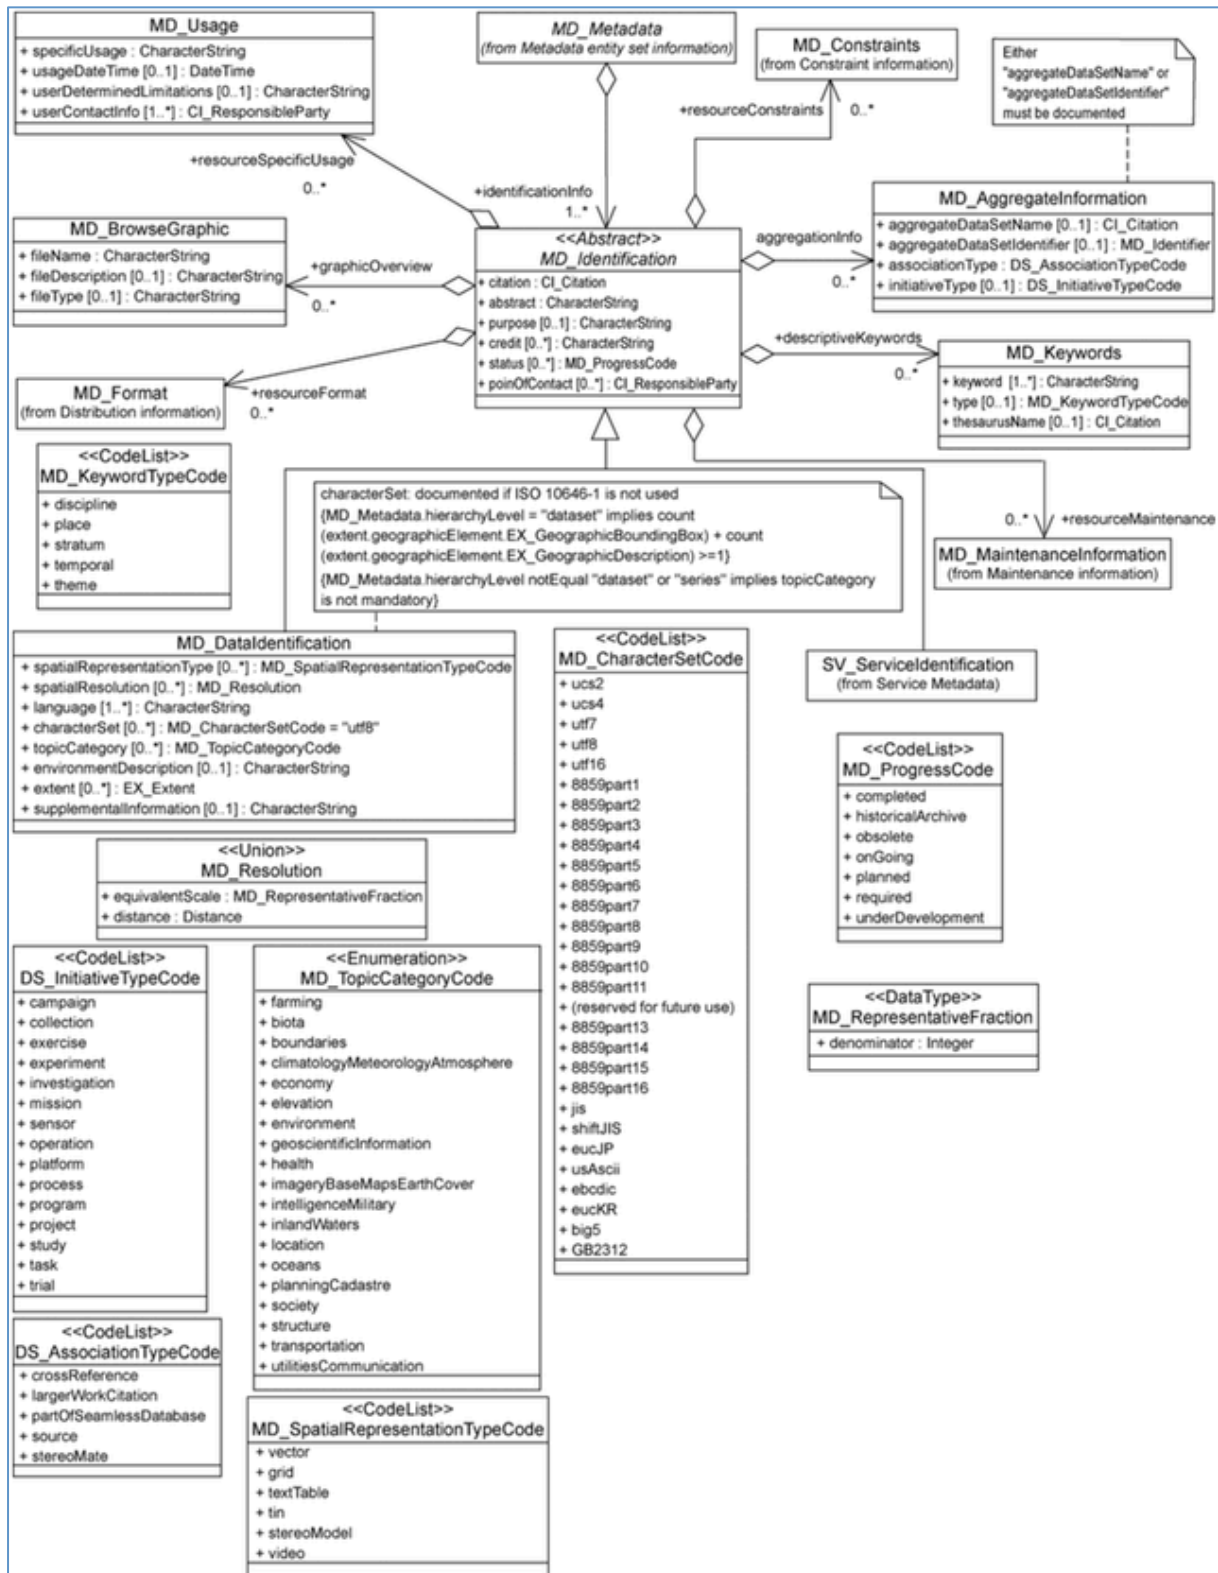 MD_Usage
+ specificUsage : CharacterString
+ usageDateTime [0..1] : DateTime
+ userDeterminedLimitations [0..1] : CharacterString
+ userContactInfo [1..*] : CI_ResponsibleParty
MD_Metadata
(from Metadata entity set information)
MD_Constraints
(from Constraint information)
Either
"aggregateDataSetName" or
"aggregateDataSetIdentifier"
must be documented
+resourceConstraints
0..*
+resourceSpecificUsage
0..*
+identificationInfo
1..*
MD_AggregateInformation
+ aggregateDataSetName [0..1] : CI_Citation
+ aggregateDataSetIdentifier [0..1] : MD_Identifier
+ associationType : DS_AssociationTypeCode
+ initiativeType [0..1] : DS_InitiativeTypeCode
MD_BrowseGraphic
+ fileName : CharacterString
+ fileDescription [0..1] : CharacterString
+ fileType [0..1] : CharacterString
+graphicOverview
0..*
<<Abstract>>
MD_Identification
+ citation : CI_Citation
+ abstract : CharacterString
+ purpose [0..1] : CharacterString
+ credit [0..*] : CharacterString
+ status [0..*] : MD_ProgressCode
+ poinOfContact [0..*] : CI_ResponsibleParty
aggregationInfo
0..*
+descriptiveKeywords
0..*
MD_Keywords
+ keyword [1..*] : CharacterString
+ type [0..1] : MD_KeywordTypeCode
+ thesaurusName [0..1] : CI_Citation
MD_Format
(from Distribution information)
+resourceFormat
0..*
<<CodeList>>
MD_KeywordTypeCode
+ discipline
+ place
+ stratum
+ temporal
+ theme
characterSet: documented if ISO 10646-1 is not used
{MD_Metadata.hierarchyLevel = "dataset" implies count
(extent.geographicElement.EX_GeographicBoundingBox) + count
(extent.geographicElement.EX_GeographicDescription) >=1}
{MD_Metadata.hierarchyLevel notEqual "dataset" or "series" implies topicCategory
is not mandatory}
0..*
+resourceMaintenance
MD_MaintenanceInformation
(from Maintenance information)
MD_DataIdentification
+ spatialRepresentationType [0..*] : MD_SpatialRepresentationTypeCode
+ spatialResolution [0..*] : MD_Resolution
+ language [1..*] : CharacterString
+ characterSet [0..*] : MD_CharacterSetCode = "utf8"
+ topicCategory [0..*] : MD_TopicCategoryCode
+ environmentDescription [0..1] : CharacterString
+ extent [0..*] : EX_Extent
+ supplementalInformation [0..1] : CharacterString
<<CodeList>>
MD_CharacterSetCode
+ ucs2
+ ucs4
+ utf7
+ utf8
+ utf16
+ 8859part1
+ 8859part2
+ 8859part3
+ 8859part4
+ 8859part5
+ 8859part6
+ 8859part7
+ 8859part8
+ 8859part9
+ 8859part10
+ 8859part11
+ (reserved for future use)
+ 8859part13
+ 8859part14
+ 8859part15
+ 8859part16
+ jis
+ shiftJIS
+ eucJP
+ usAscii
+ ebcdic
+ eucKR
+ big5
+ GB2312
SV_ServiceIdentification
(from Service Metadata)
<<CodeList>>
MD_ProgressCode
+ completed
+ historicalArchive
+ obsolete
+ onGoing
+ planned
+ required
+ underDevelopment
<<Union>>
MD_Resolution
+ equivalentScale : MD_RepresentativeFraction
+ distance : Distance
<<CodeList>>
DS_InitiativeTypeCode
+ campaign
+ collection
+ exercise
+ experiment
+ investigation
+ mission
+ sensor
+ operation
+ platform
+ process
+ program
+ project
+ study
+ task
+ trial
<<Enumeration>>
MD_TopicCategoryCode
+ farming
+ biota
+ boundaries
+ climatologyMeteorologyAtmosphere
+ economy
+ elevation
+ environment
+ geoscientificInformation
+ health
+ imageryBaseMapsEarthCover
+ intelligenceMilitary
+ inlandWaters
+ location
+ oceans
+ planningCadastre
+ society
+ structure
+ transportation
+ utilitiesCommunication
<<DataType>>
MD_RepresentativeFraction
+ denominator : Integer
<<CodeList>>
DS_AssociationTypeCode
+ crossReference
+ largerWorkCitation
+ partOfSeamlessDatabase
+ source
+ stereoMate
<<CodeList>>
MD_SpatialRepresentationTypeCode
+ vector
+ grid
+ textTable
+ tin
+ stereoModel
+ video